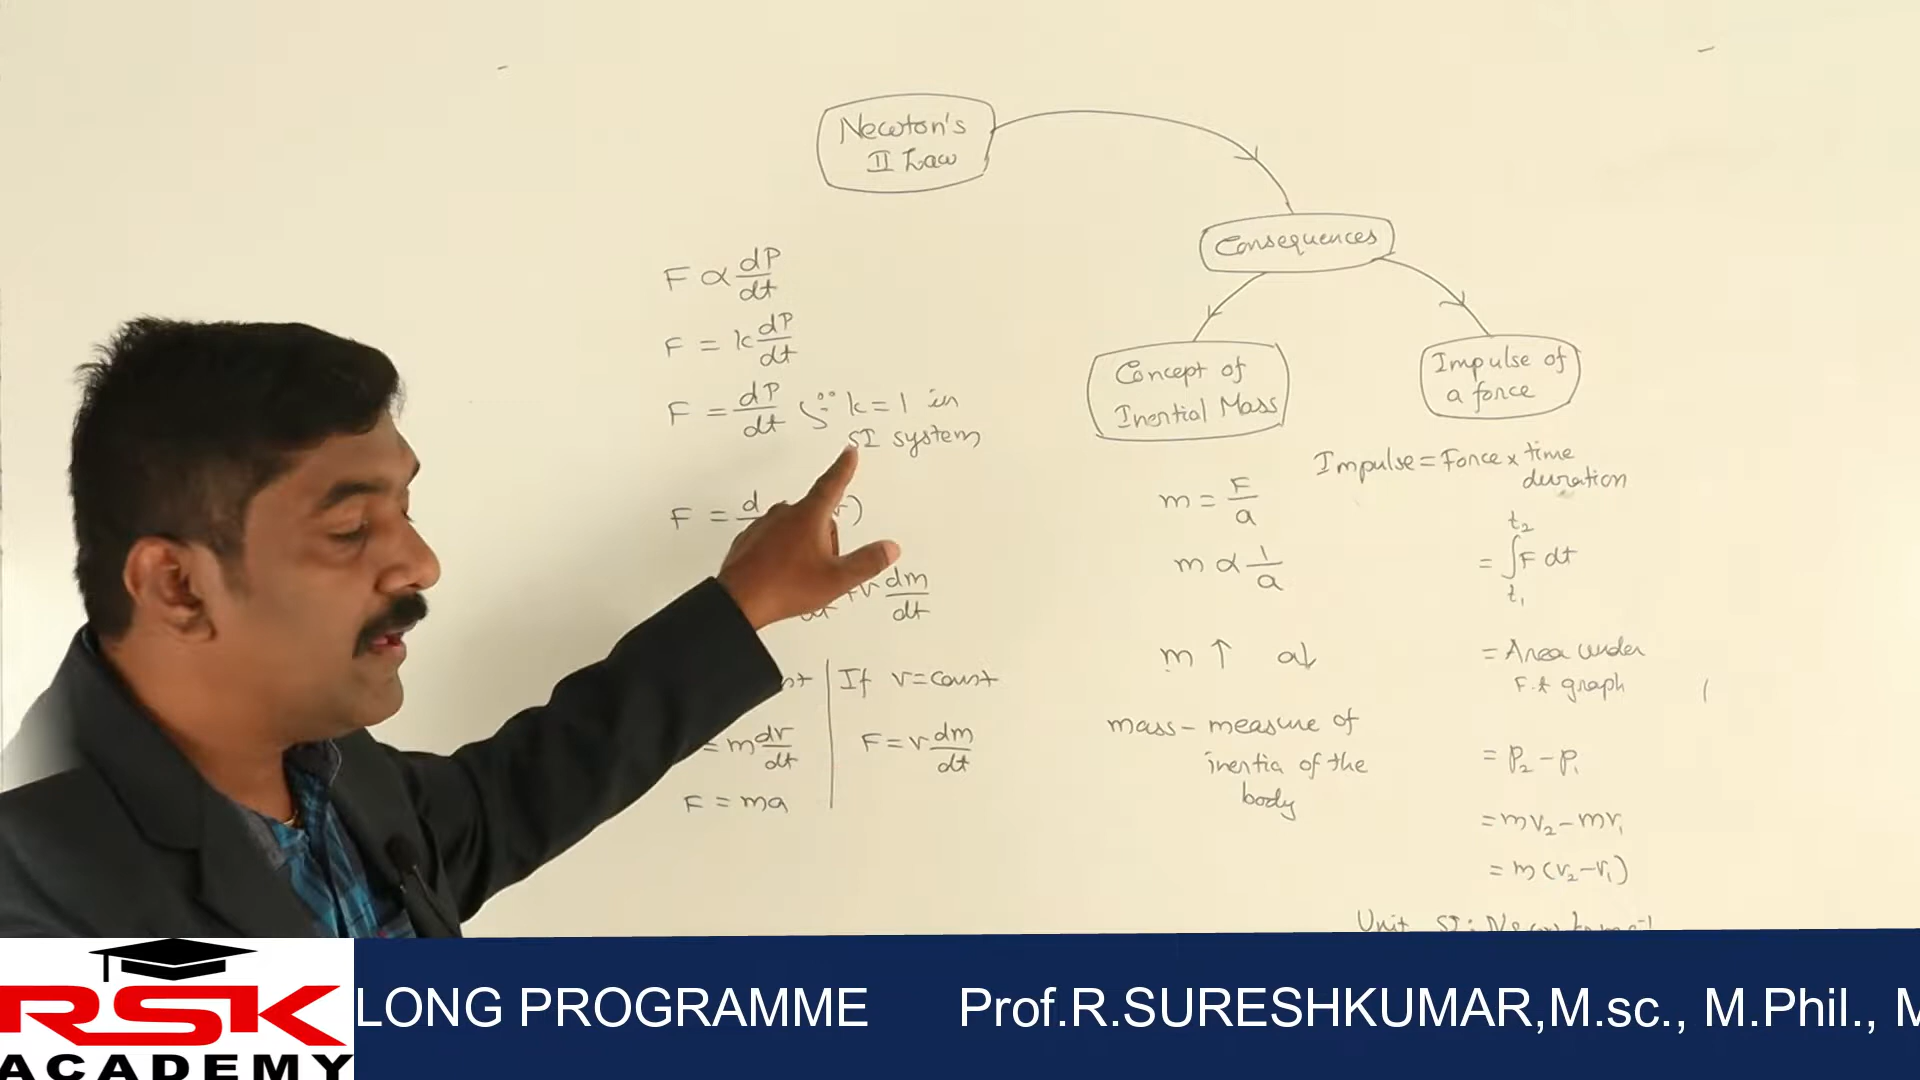 Newton's
II Law
Consequences
F ∝ dP/dt
F = k dP/dt
F = dP/dt {∵ k=1 in
SI system
F = d
+v dm/dt
If v=const
= m dv/dt
F = v dm/dt
F = ma
Concept of
Inertial Mass
m = F/a
m ∝ 1/a
m ↑ a↓
mass - measure of
inertia of the
body
Impulse of
a force
Impulse = Force × time
duration
= ∫t₁t₂ F dt
= Area under
F.t graph
= p₂ - p₁
= mv₂ - mv₁
= m(v₂-v₁)
Unit SI:
RSK
ACADEMY
LONG PROGRAMME Prof.R.SURESHKUMAR,M.sc., M.Phil., M